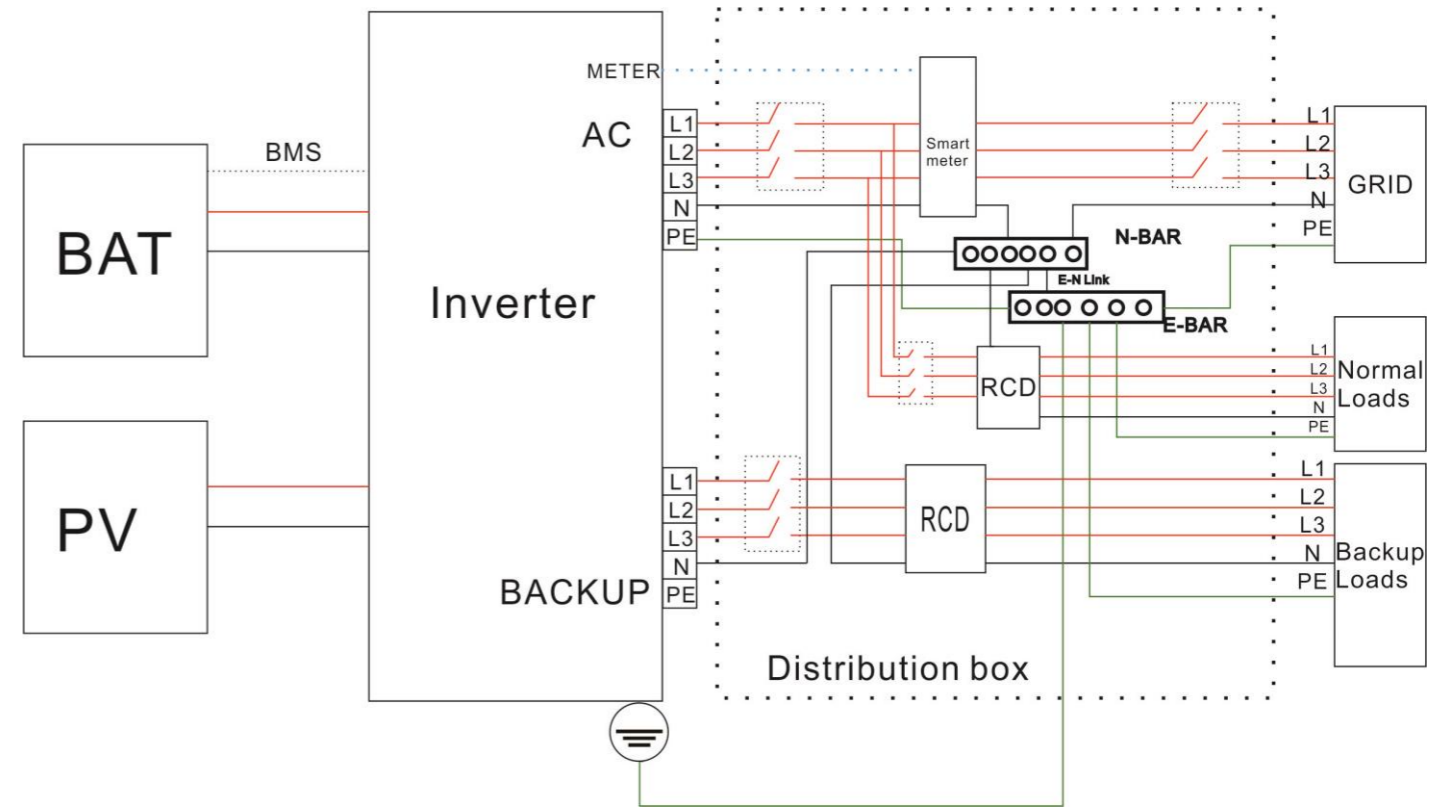 METER
AC
L1
L2
L3
N
PE
BMS
BAT
Inverter
PV
L1
L2
L3
N
PE
BACKUP
Smart
meter
N-BAR
E-N Link
E-BAR
RCD
RCD
Distribution box
L1
L2
L3
N
PE
GRID
L1
L2
L3
N
PE
Normal
Loads
L1
L2
L3
N
PE
Backup
Loads